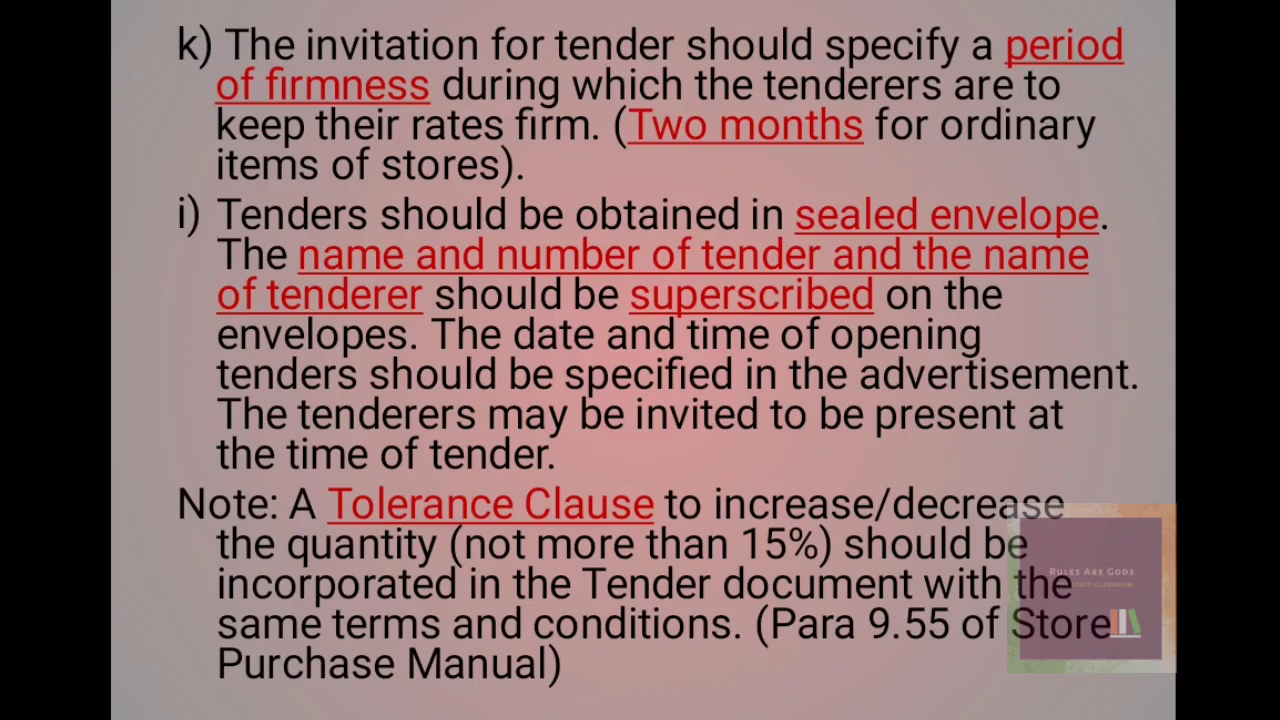 k) The invitation for tender should specify a period
of firmness during which the tenderers are to
keep their rates firm. (Two months for ordinary
items of stores).
i) Tenders should be obtained in sealed envelope.
The name and number of tender and the name
of tenderer should be superscribed on the
envelopes. The date and time of opening
tenders should be specified in the advertisement.
The tenderers may be invited to be present at
the time of tender.
Note: A Tolerance Clause to increase/decrease
the quantity (not more than 15%) should be
incorporated in the Tender document with the
same terms and conditions. (Para 9.55 of Store
Purchase Manual)
RULES ARE GODS
STAFF CLASSROOM